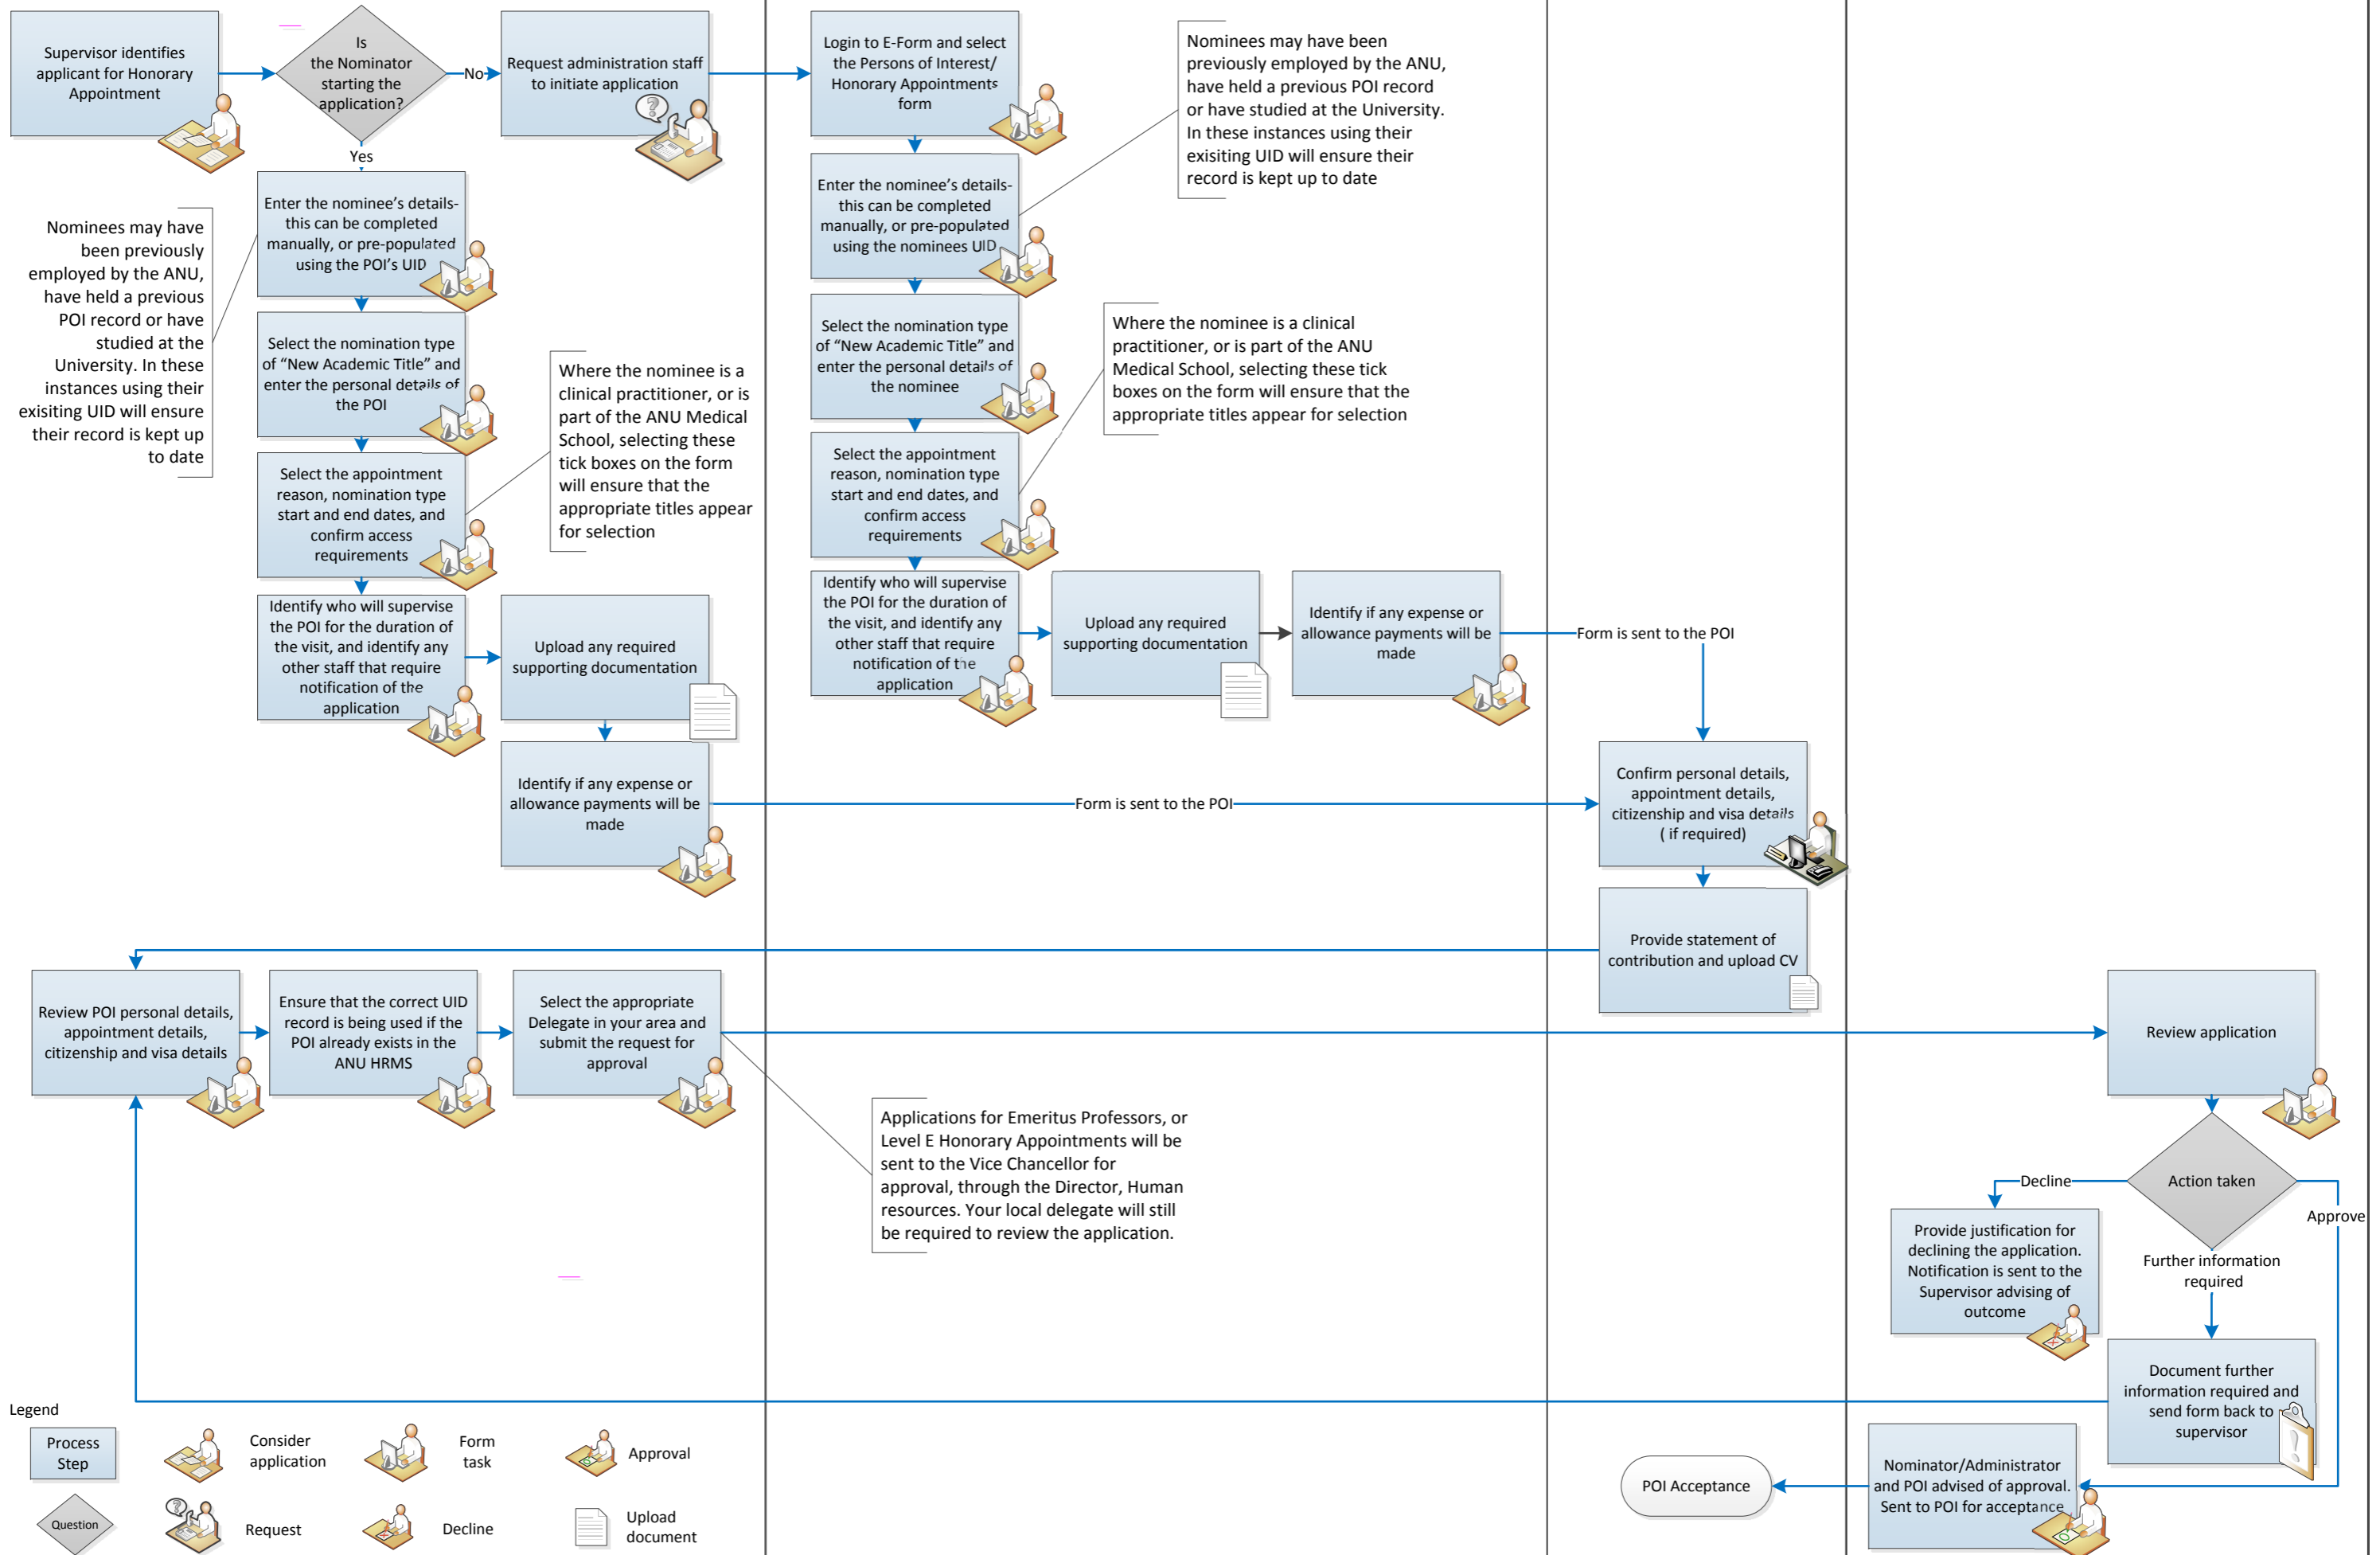 Supervisor identifies
applicant for Honorary
Appointment
Is
the Nominator
starting the
application?
No
Request administration staff
to initiate application
Yes
Enter the nominee's details-
this can be completed
manually, or pre-populated
using the POI's UID
Nominees may have
been previously
employed by the ANU,
have held a previous
POI record or have
studied at the
University. In these
instances using their
exisiting UID will ensure
their record is kept up
to date
Select the nomination type
of “New Academic Title” and
enter the personal details of
the POI
Select the appointment
reason, nomination type
start and end dates, and
confirm access
requirements
Where the nominee is a
clinical practitioner, or is
part of the ANU Medical
School, selecting these
tick boxes on the form
will ensure that the
appropriate titles appear
for selection
Identify who will supervise
the POI for the duration of
the visit, and identify any
other staff that require
notification of the
application
Upload any required
supporting documentation
Identify if any expense or
allowance payments will be
made
Form is sent to the POI
Login to E-Form and select
the Persons of Interest/
Honorary Appointments
form
Nominees may have been
previously employed by the ANU,
have held a previous POI record
or have studied at the University.
In these instances using their
exisiting UID will ensure their
record is kept up to date
Enter the nominee's details-
this can be completed
manually, or pre-populated
using the nominees UID
Select the nomination type
of “New Academic Title” and
enter the personal details of
the nominee
Where the nominee is a clinical
practitioner, or is part of the ANU
Medical School, selecting these tick
boxes on the form will ensure that the
appropriate titles appear for selection
Select the appointment
reason, nomination type
start and end dates, and
confirm access
requirements
Identify who will supervise
the POI for the duration of
the visit, and identify any
other staff that require
notification of the
application
Upload any required
supporting documentation
Identify if any expense or
allowance payments will be
made
Form is sent to the POI
Confirm personal details,
appointment details,
citizenship and visa details
( if required)
Provide statement of
contribution and upload CV
Review POI personal details,
appointment details,
citizenship and visa details
Ensure that the correct UID
record is being used if the
POI already exists in the
ANU HRMS
Select the appropriate
Delegate in your area and
submit the request for
approval
Applications for Emeritus Professors, or
Level E Honorary Appointments will be
sent to the Vice Chancellor for
approval, through the Director, Human
resources. Your local delegate will still
be required to review the application.
Review application
Action taken
Decline
Approve
Further information
required
Provide justification for
declining the application.
Notification is sent to the
Supervisor advising of
outcome
Document further
information required and
send form back to
supervisor
Nominator/Administrator
and POI advised of approval.
Sent to POI for acceptance
POI Acceptance
Legend
Process
Step
Consider
application
Form
task
Approval
Question
Request
Decline
Upload
document